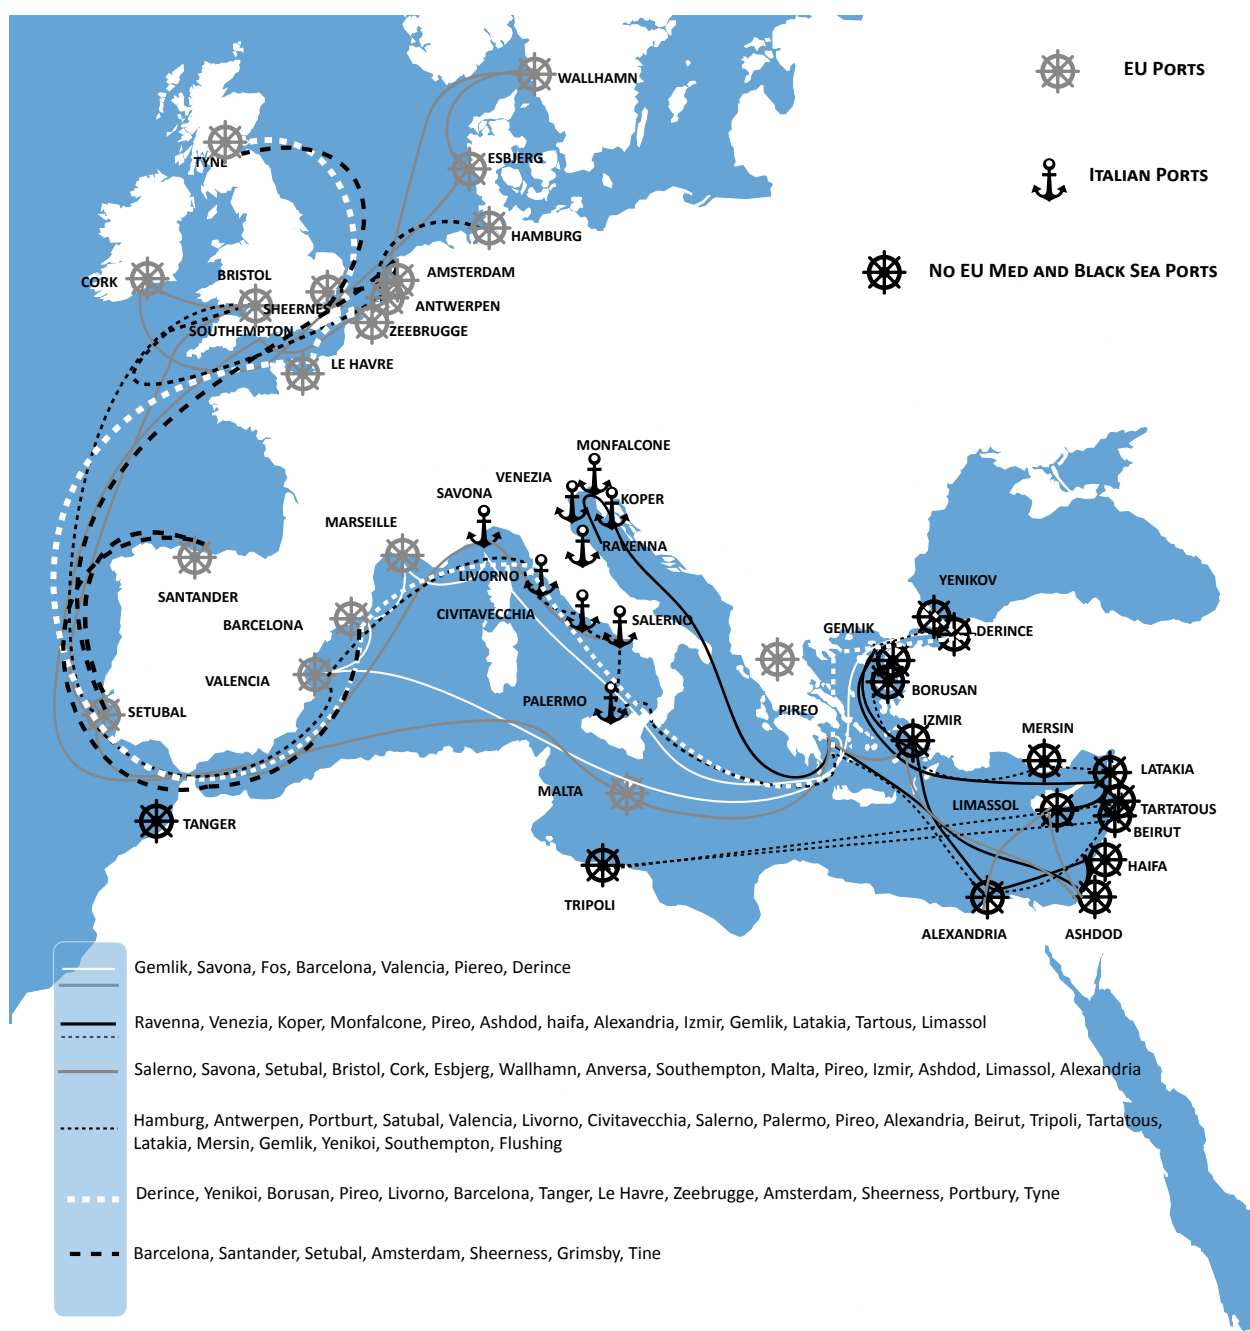 WALLHAMN
EU Ports
TYNE
ESBJERG
Italian Ports
HAMBURG
CORK
BRISTOL
AMSTERDAM
No EU Med and Black Sea Ports
SHEERNES
ANTWERPEN
SOUTHEMPTON
ZEEBRUGGE
LE HAVRE
MONFALCONE
VENEZIA
SAVONA
KOPER
MARSEILLE
RAVENNA
LIVORNO
YENIKOV
SANTANDER
CIVITAVECCHIA
BARCELONA
SALERNO
GEMLIK
DERINCE
VALENCIA
BORUSAN
PALERMO
SETUBAL
PIREO
IZMIR
MERSIN
LATAKIA
MALTA
LIMASSOL
TARTATOUS
TANGER
BEIRUT
HAIFA
TRIPOLI
ALEXANDRIA
ASHDOD
Gemlik, Savona, Fos, Barcelona, Valencia, Piereo, Derince
Ravenna, Venezia, Koper, Monfalcone, Pireo, Ashdod, haifa, Alexandria, Izmir, Gemlik, Latakia, Tartous, Limassol
Salerno, Savona, Setubal, Bristol, Cork, Esbjerg, Wallhamn, Anversa, Southempton, Malta, Pireo, Izmir, Ashdod, Limassol, Alexandria
Hamburg, Antwerpen, Portburt, Satubal, Valencia, Livorno, Civitavecchia, Salerno, Palermo, Pireo, Alexandria, Beirut, Tripoli, Tartatous,
Latakia, Mersin, Gemlik, Yenikoi, Southempton, Flushing
Derince, Yenikoi, Borusan, Pireo, Livorno, Barcelona, Tanger, Le Havre, Zeebrugge, Amsterdam, Sheerness, Portbury, Tyne
Barcelona, Santander, Setubal, Amsterdam, Sheerness, Grimsby, Tine